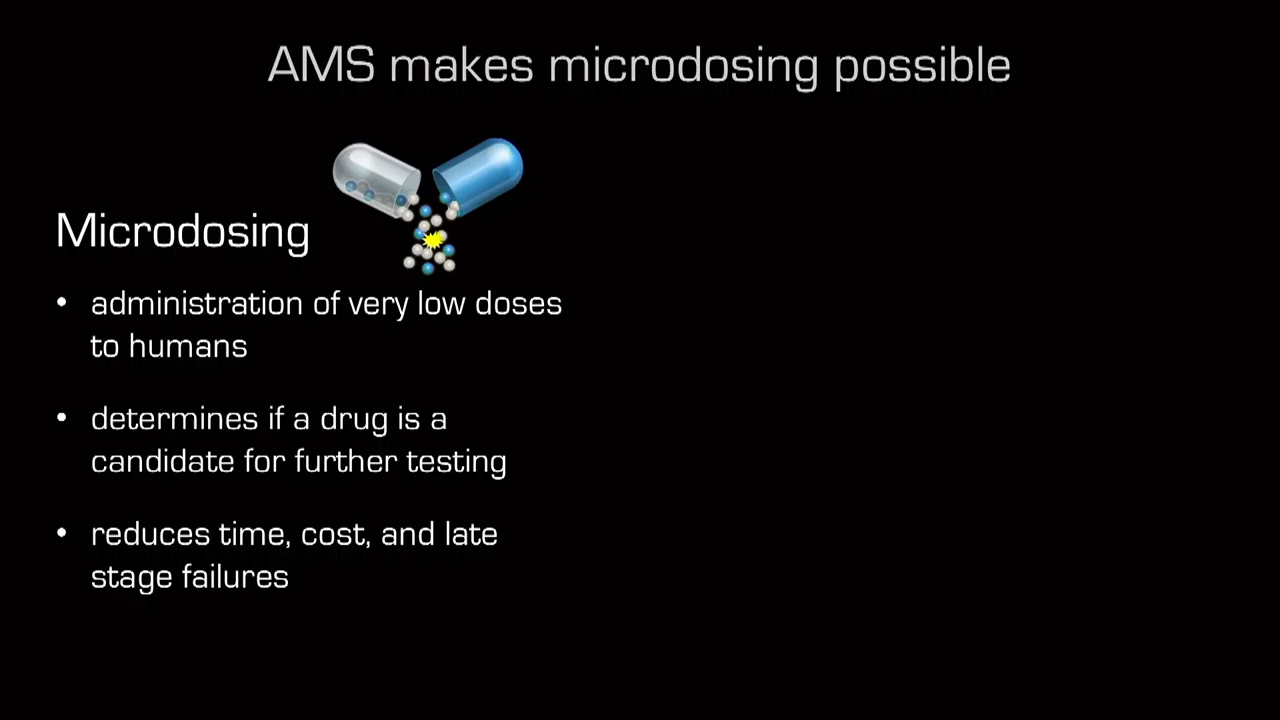 AMS makes microdosing possible
Microdosing
• administration of very low doses
to humans
• determines if a drug is a
candidate for further testing
• reduces time, cost, and late
stage failures